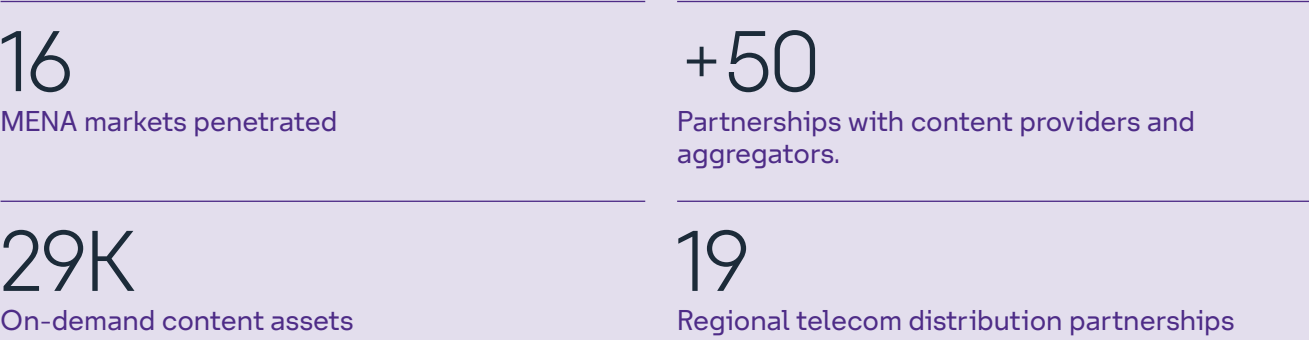 16
MENA markets penetrated
+50
Partnerships with content providers and
aggregators.
29K
On-demand content assets
19
Regional telecom distribution partnerships